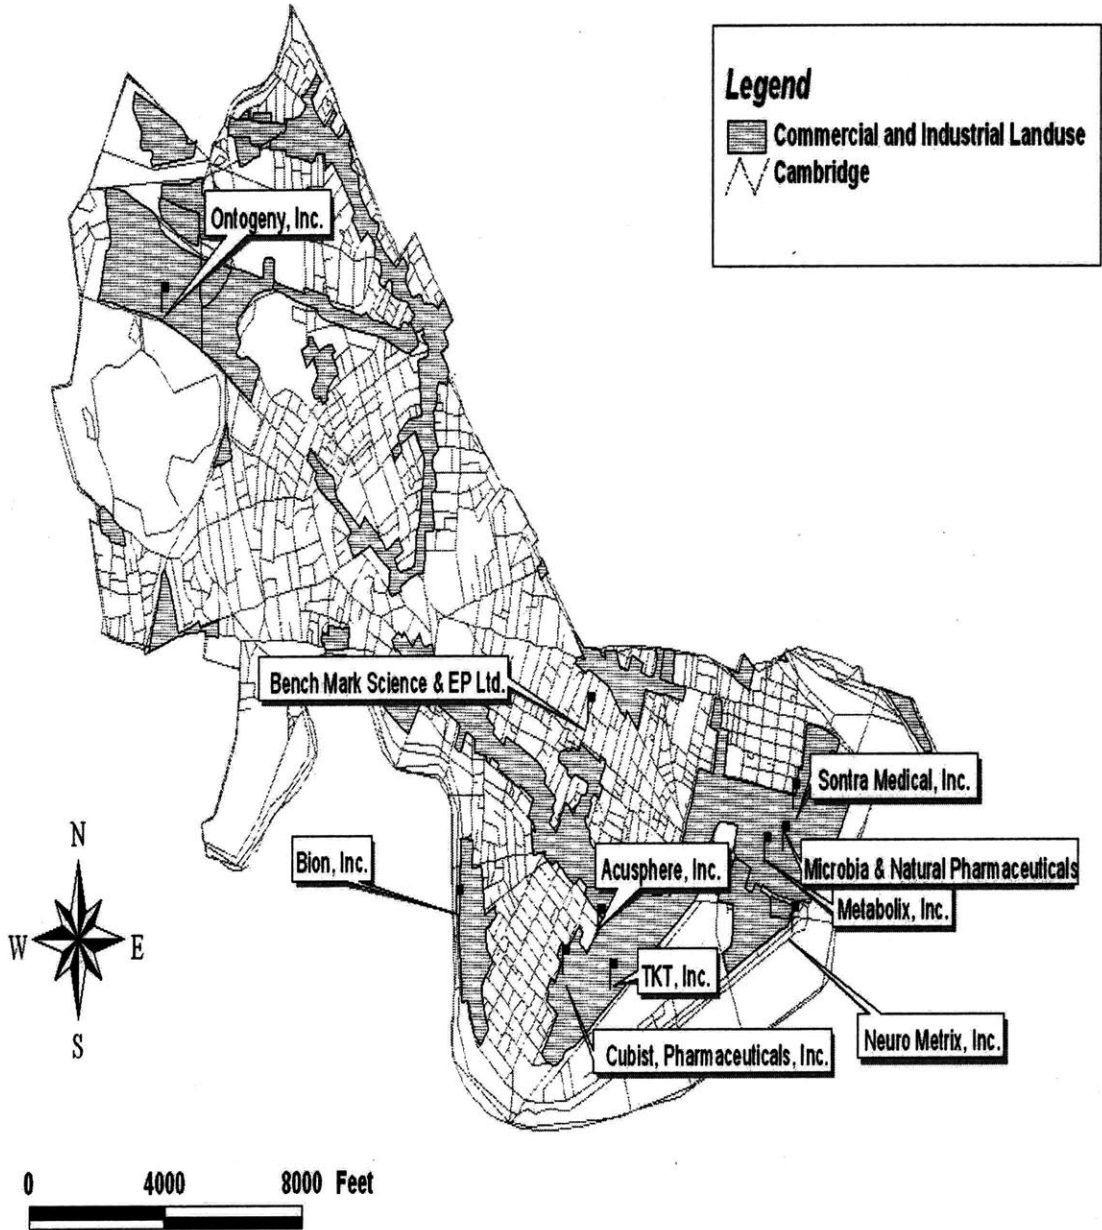 Legend
Commercial and Industrial Landuse
Cambridge
Ontogeny, Inc.
Bench Mark Science & EP Ltd.
Sontra Medical, Inc.
Bion, Inc.
Acusphere, Inc.
Microbia & Natural Pharmaceuticals
Metabolix, Inc.
TKT, Inc.
Neuro Metrix, Inc.
Cubist, Pharmaceuticals, Inc.
N
W
E
S
0 4000 8000 Feet